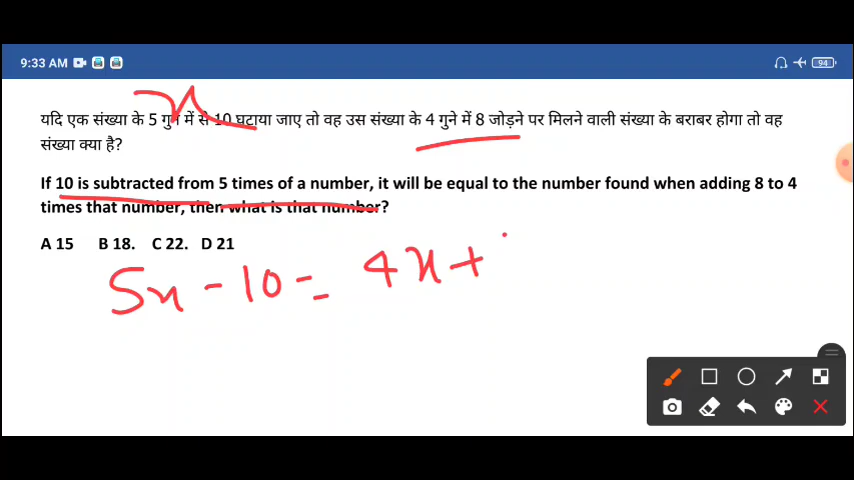 9:33 AM
94
x
यदि एक संख्या के 5 गुने में से 10 घटाया जाए तो वह उस संख्या के 4 गुने में 8 जोड़ने पर मिलने वाली संख्या के बराबर होगा तो वह
संख्या क्या है?
If 10 is subtracted from 5 times of a number, it will be equal to the number found when adding 8 to 4
times that number, then what is that number?
A 15 B 18. C 22. D 21
5x - 10 = 4x +